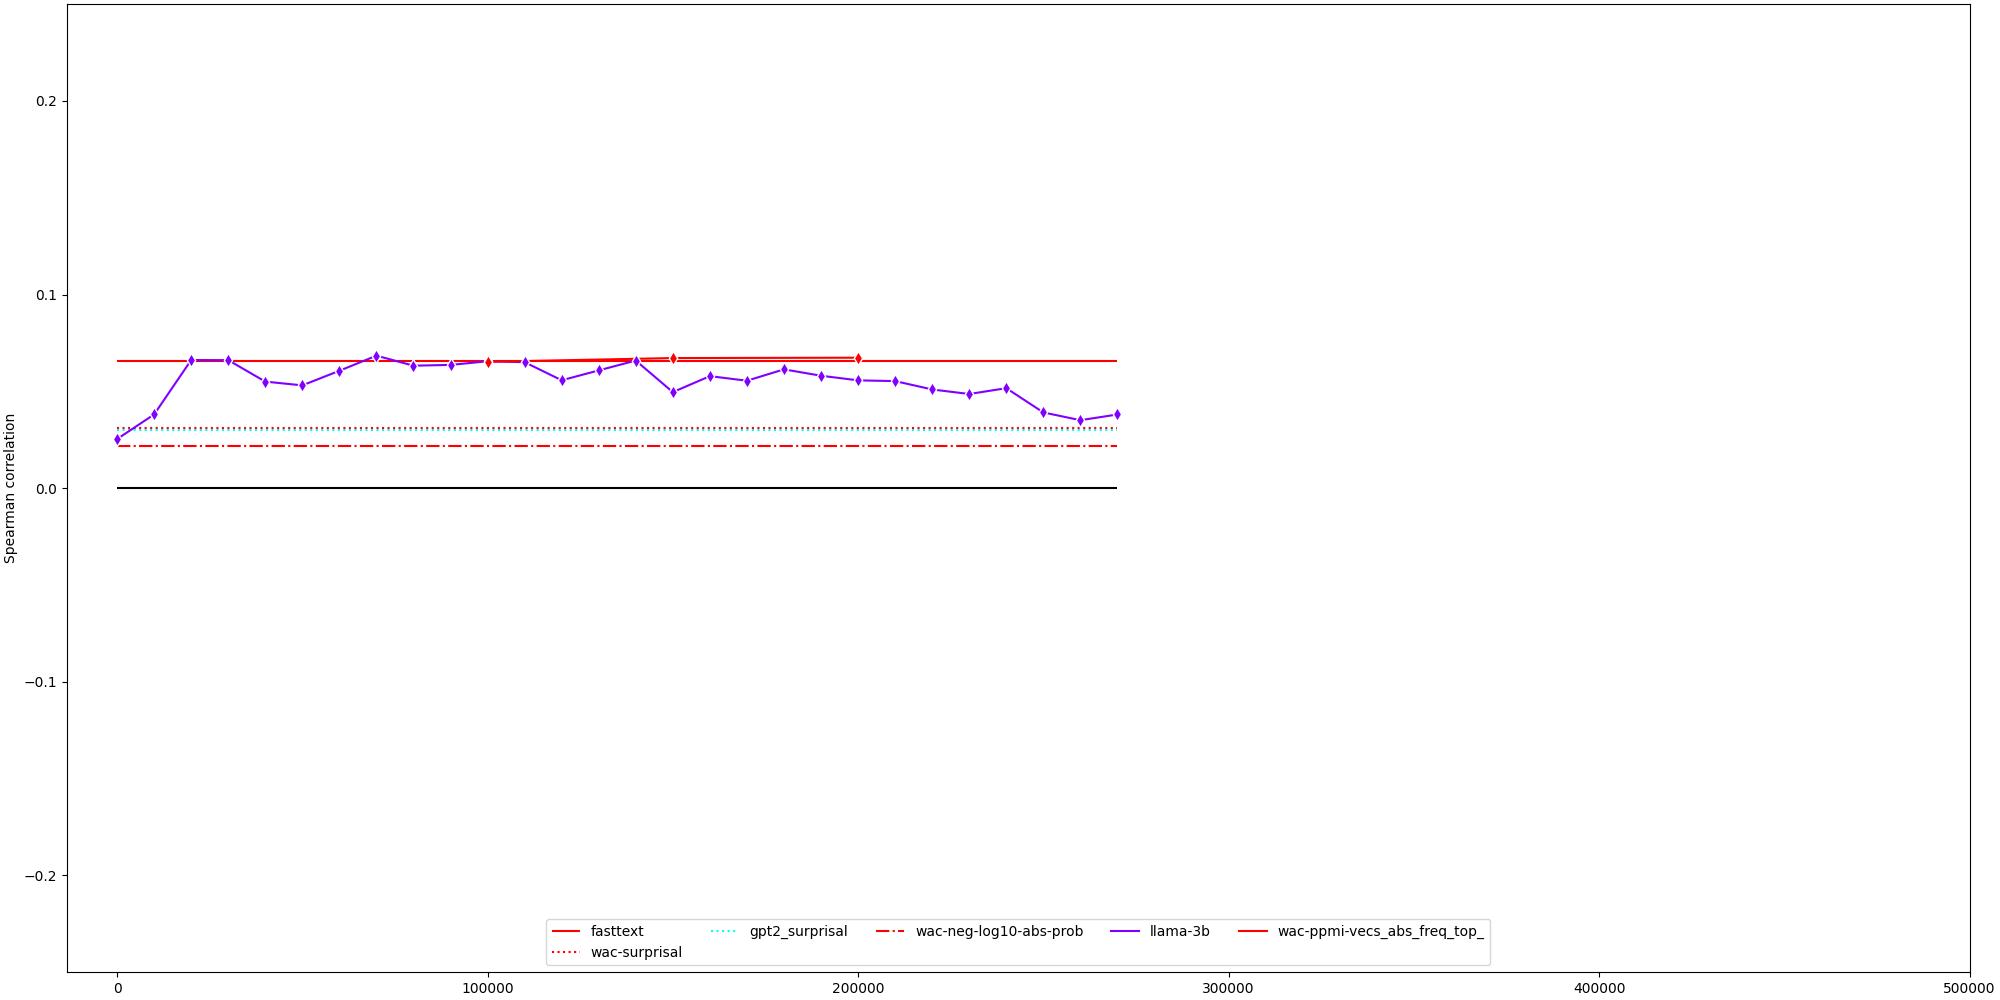 0.2
0.1
0.0
−0.1
−0.2
Spearman correlation
fasttext
wac-surprisal
gpt2_surprisal
wac-neg-log10-abs-prob
llama-3b
wac-ppmi-vecs_abs_freq_top_
0 100000 200000 300000 400000 500000